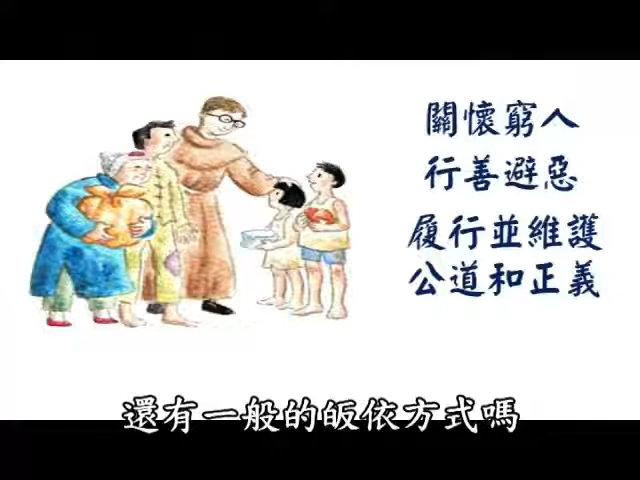 關懷窮人
行善避惡
履行並維護
公道和正義
還有一般的皈依方式嗎